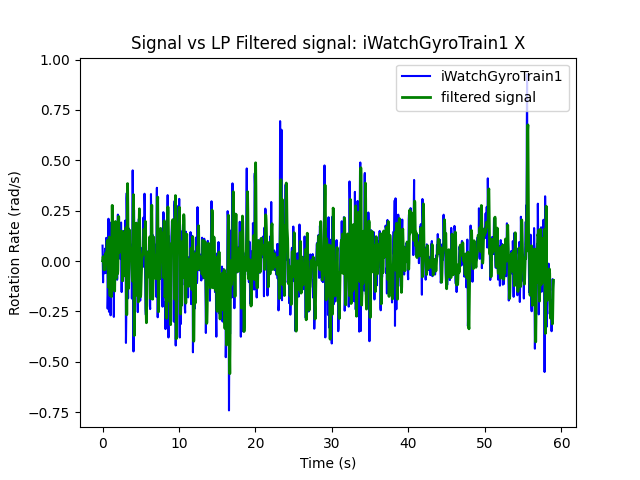 Signal vs LP Filtered signal: iWatchGyroTrain1 X
iWatchGyroTrain1
filtered signal
Rotation Rate (rad/s)
1.00
0.75
0.50
0.25
0.00
−0.25
−0.50
−0.75
0 10 20 30 40 50 60
Time (s)